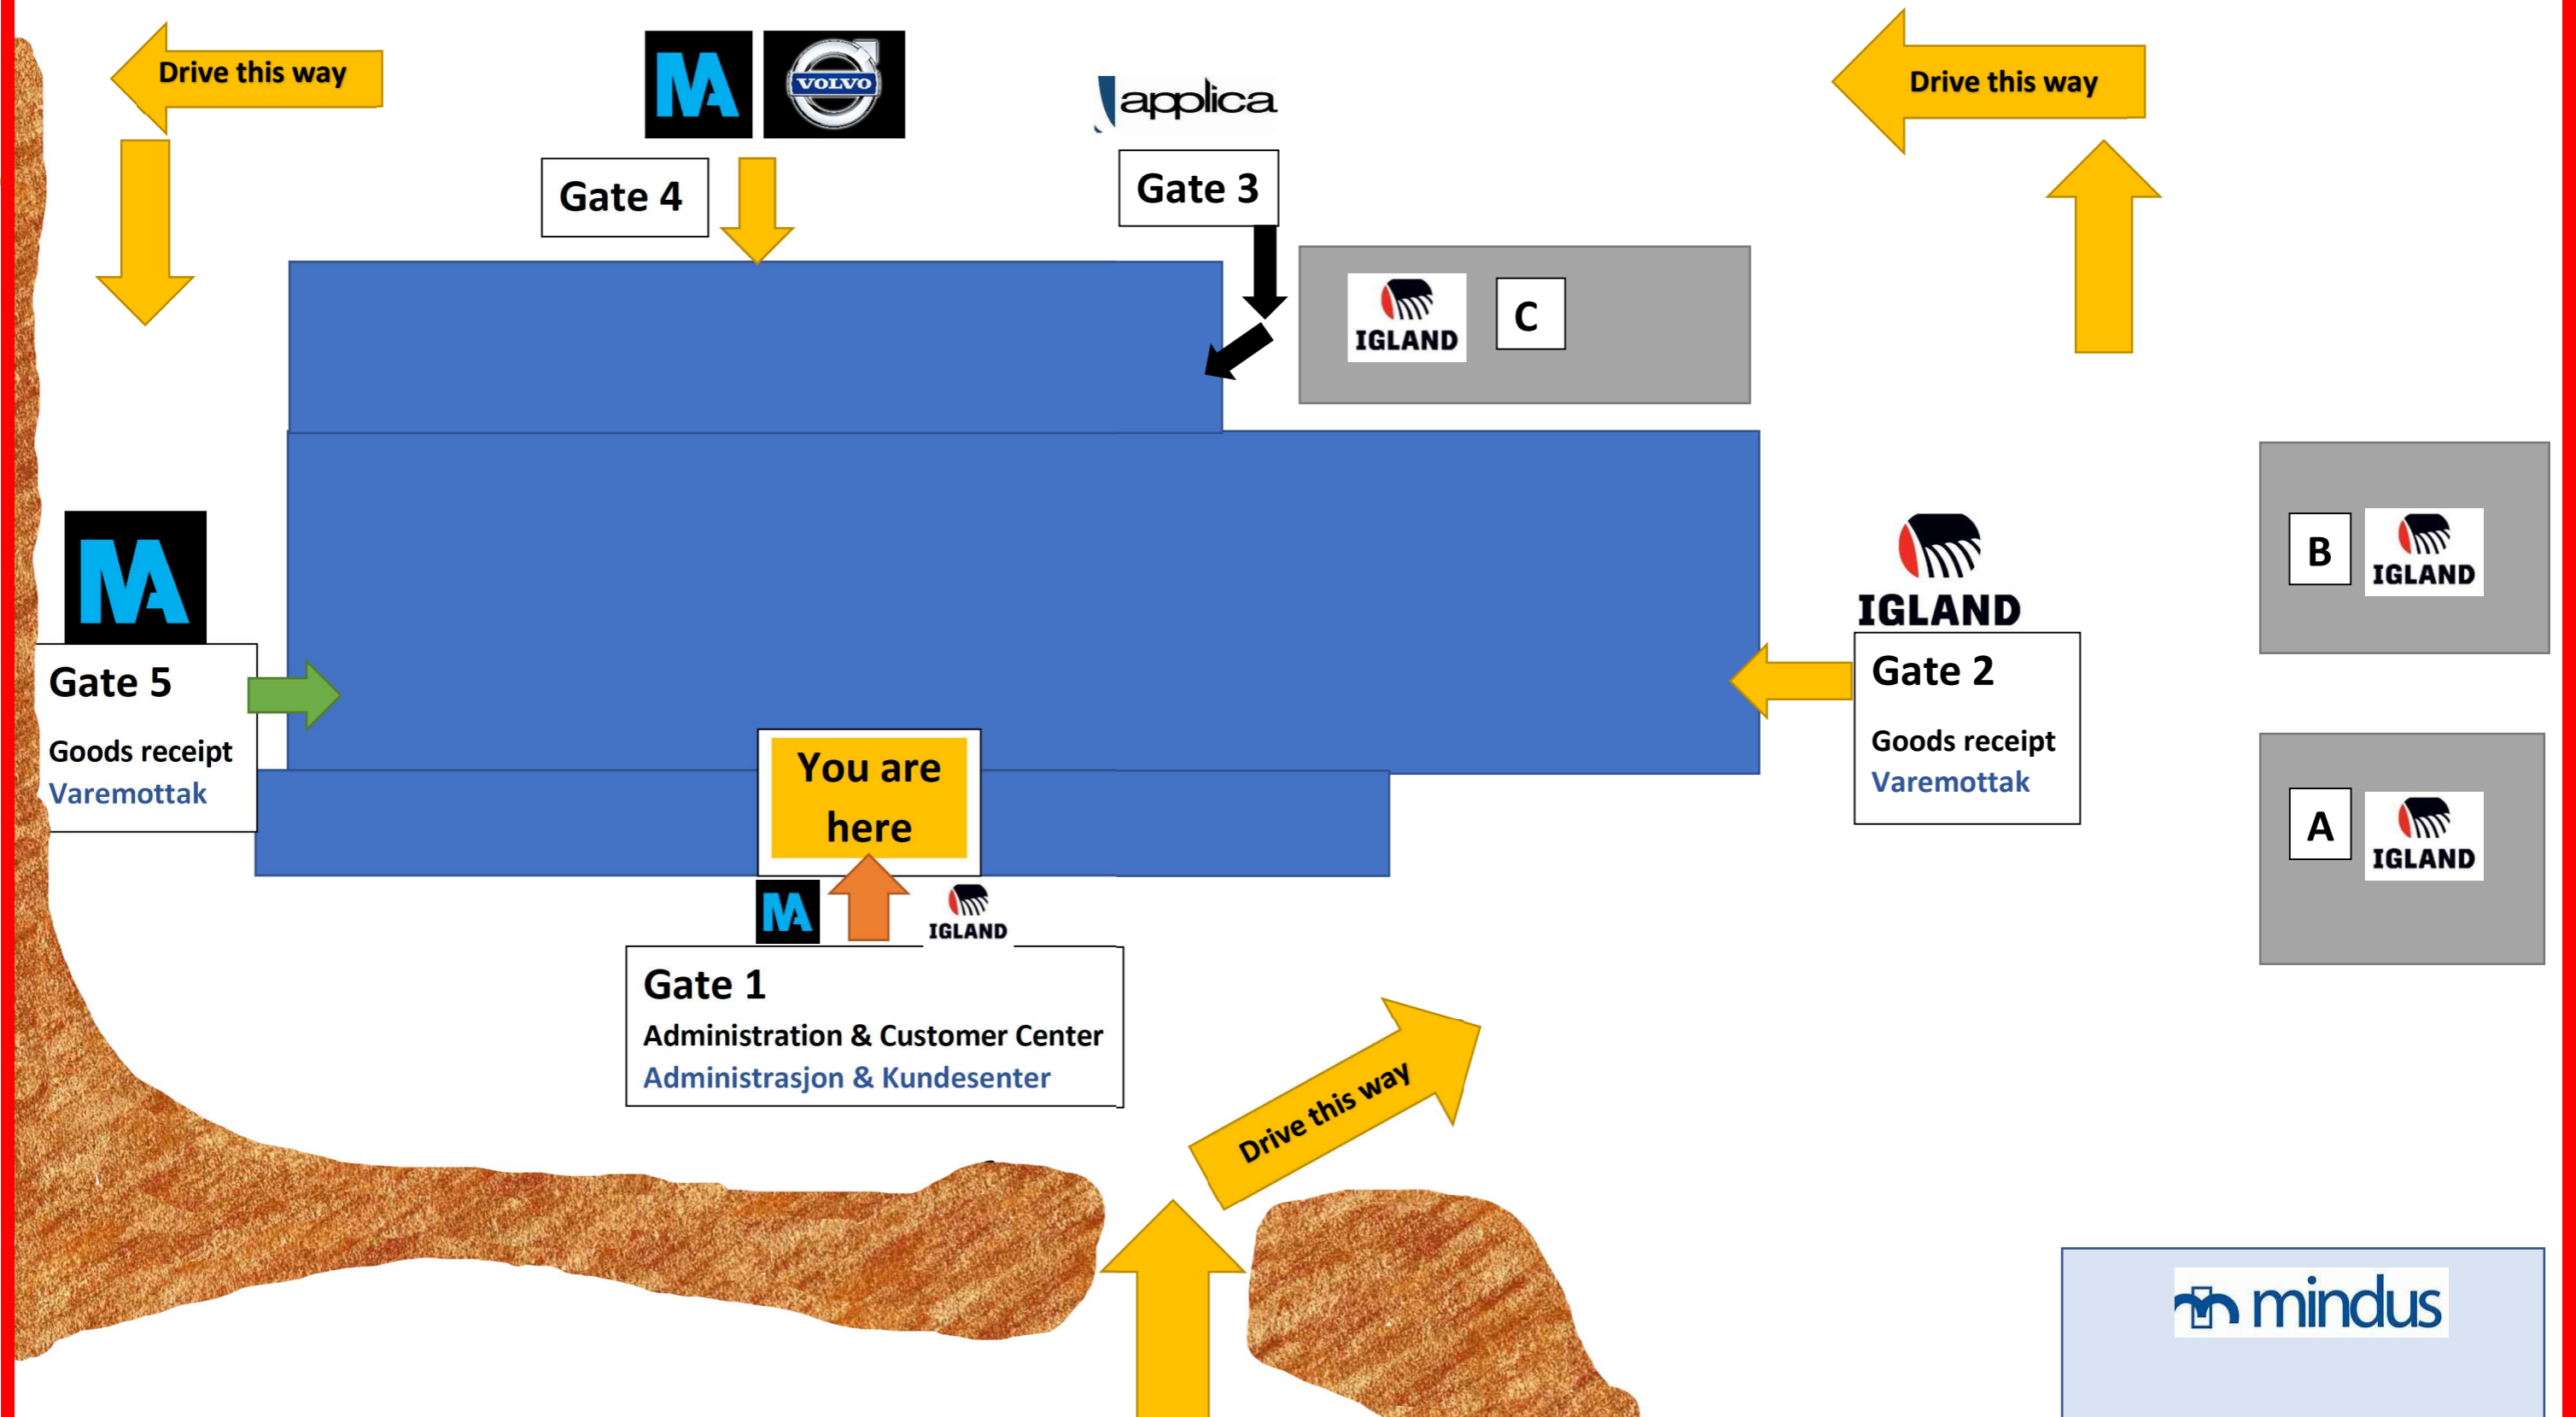 Drive this way
MA
VOLVO
applica
Drive this way
Gate 4
Gate 3
IGLAND
C
MA
Gate 5
Goods receipt
Varemottak
IGLAND
Gate 2
Goods receipt
Varemottak
B
IGLAND
A
IGLAND
You are
here
MA
IGLAND
Gate 1
Administration & Customer Center
Administrasjon & Kundesenter
Drive this way
mindus